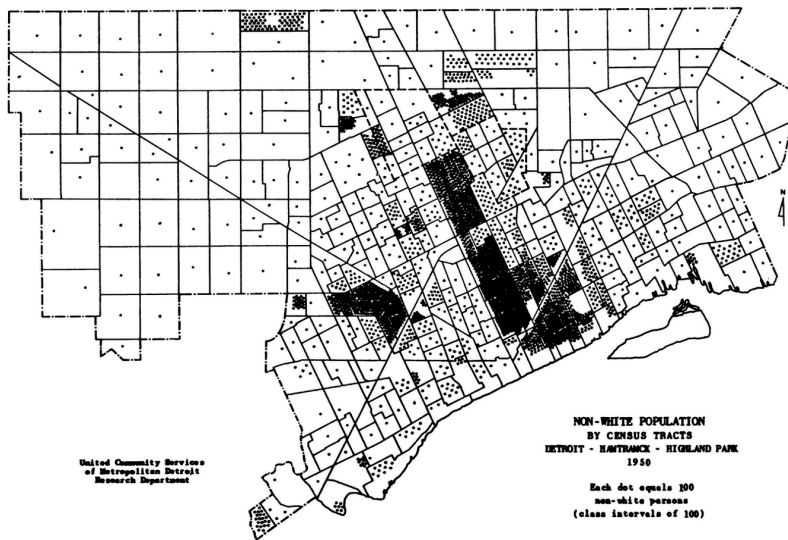 N
NON-WHITE POPULATION
BY CENSUS TRACTS
DETROIT - HAMTRAMCK - HIGHLAND PARK
1950
Each dot equals 100
non-white persons
(class intervals of 100)
United Community Services
of Metropolitan Detroit
Research Department